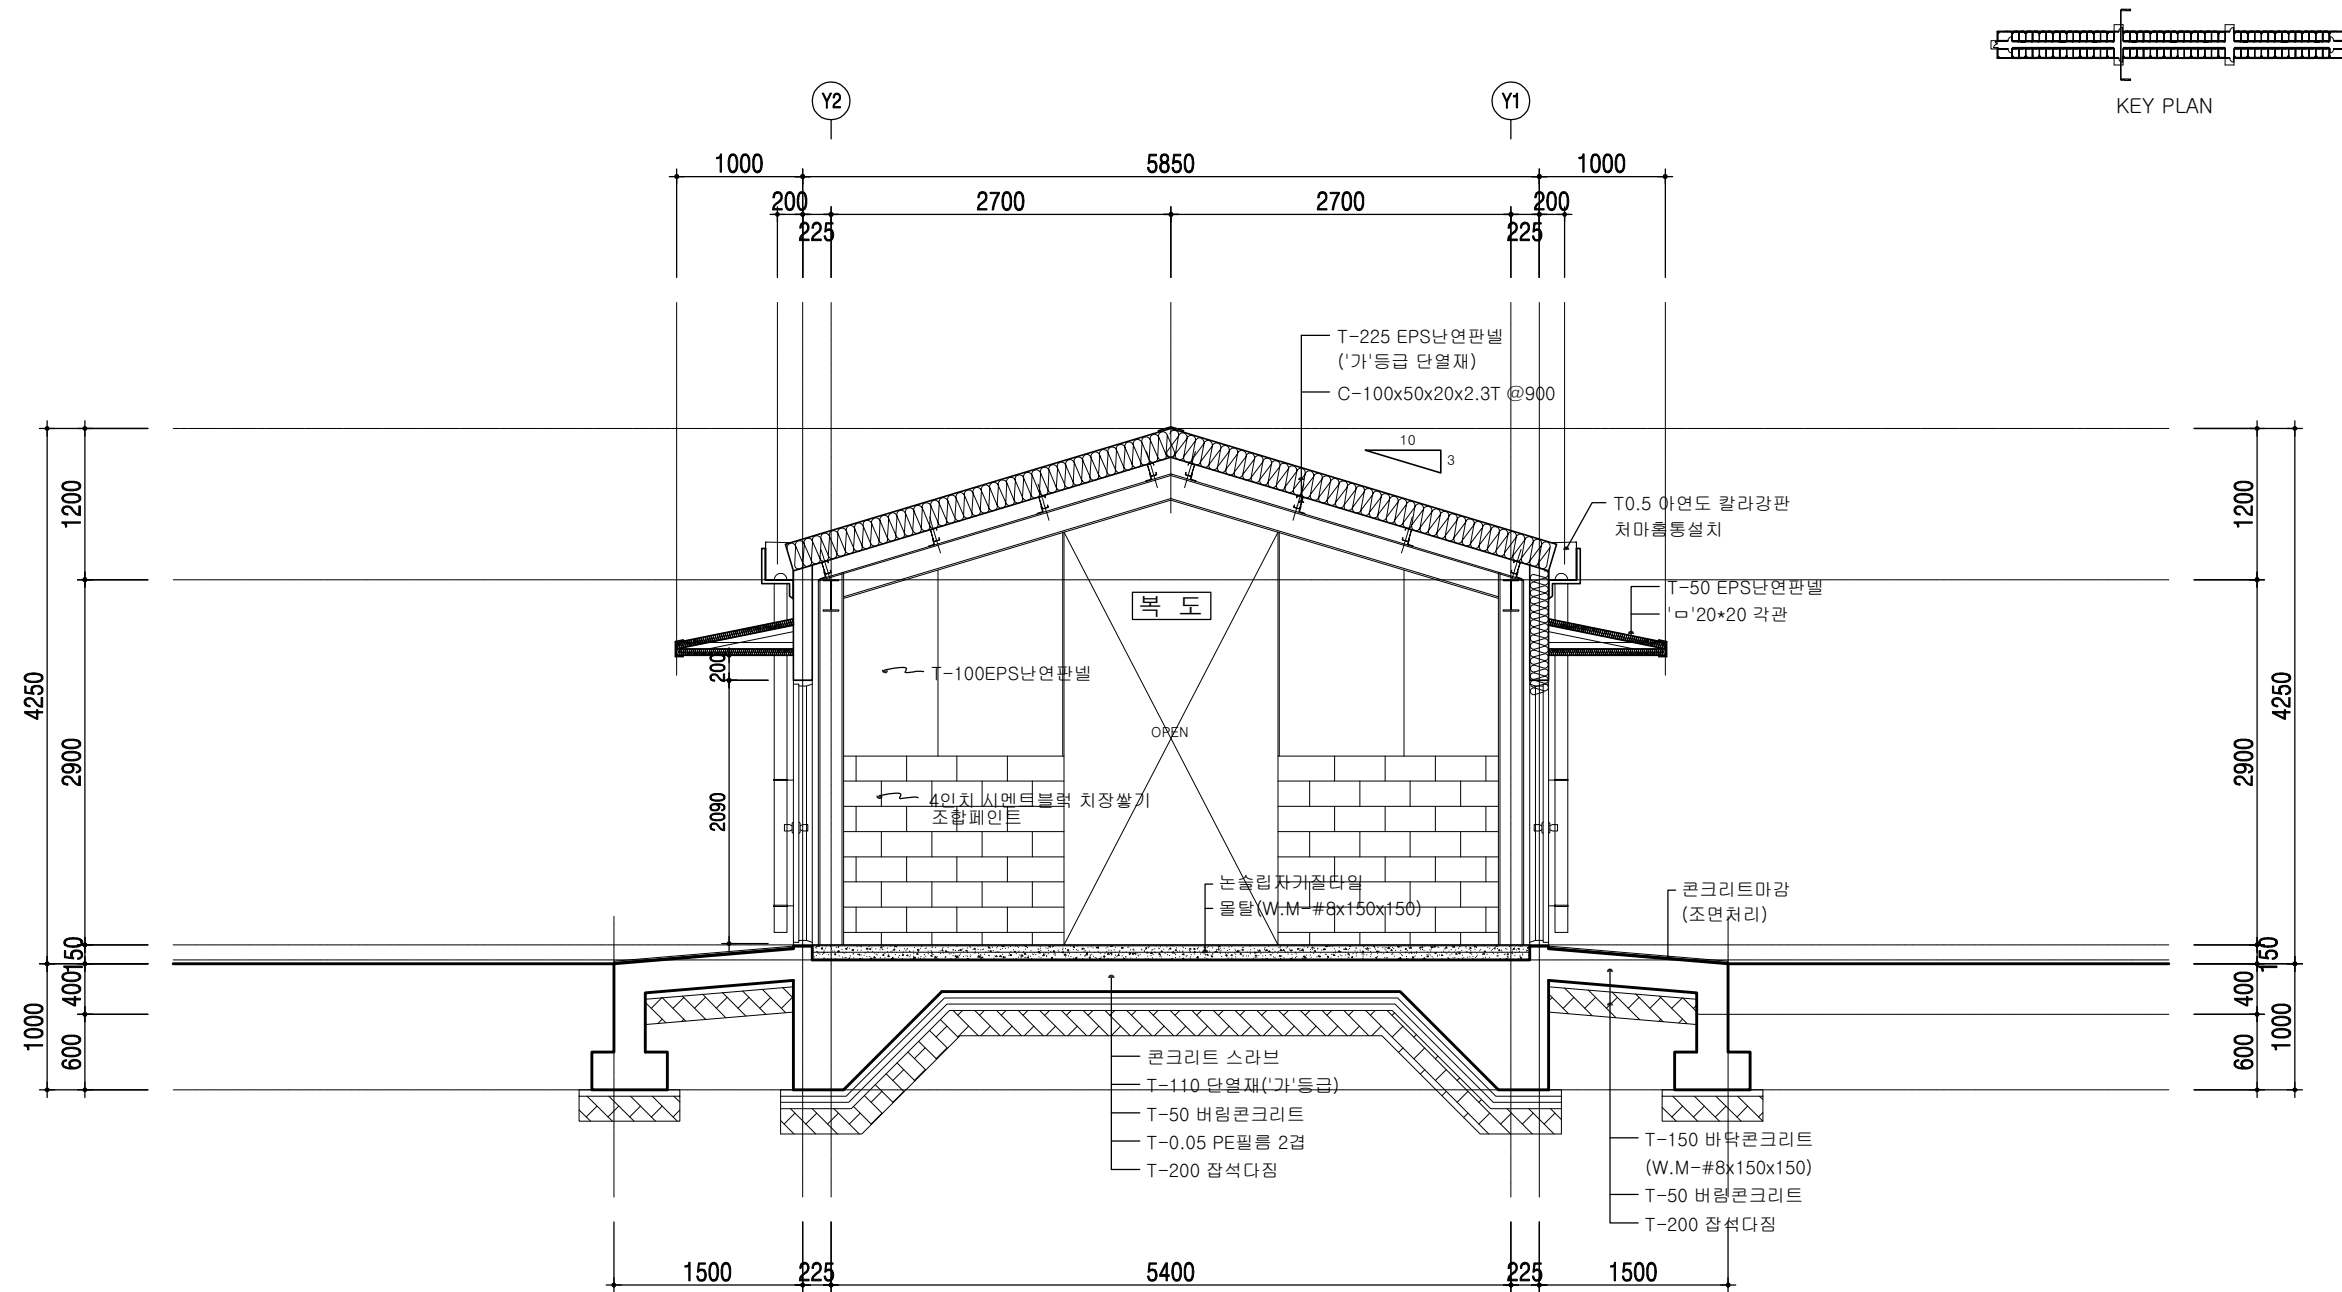 KEY PLAN
Y2
Y1
1000
5850
1000
200
2700
2700
200
225
225
T-225 EPS난연판넬
('가'등급 단열재)
C-100x50x20x2.3T @900
10
3
1200
1200
T0.5 아연도 칼라강판
처마홈통설치
T-50 EPS난연판넬
'ㅁ'20*20 각관
복 도
200
T-100EPS난연판넬
4250
4250
OPEN
2900
2900
2090
4인치 시멘트블럭 치장쌓기
조합페인트
논슬립자기질타일
몰탈(W.M-#8x150x150)
콘크리트마감
(조면처리)
150
150
400
400
1000
600
600
1000
콘크리트 스라브
T-110 단열재('가'등급)
T-50 버림콘크리트
T-0.05 PE필름 2겹
T-200 잡석다짐
T-150 바닥콘크리트
(W.M-#8x150x150)
T-50 버림콘크리트
T-200 잡석다짐
1500
225
5400
225
1500